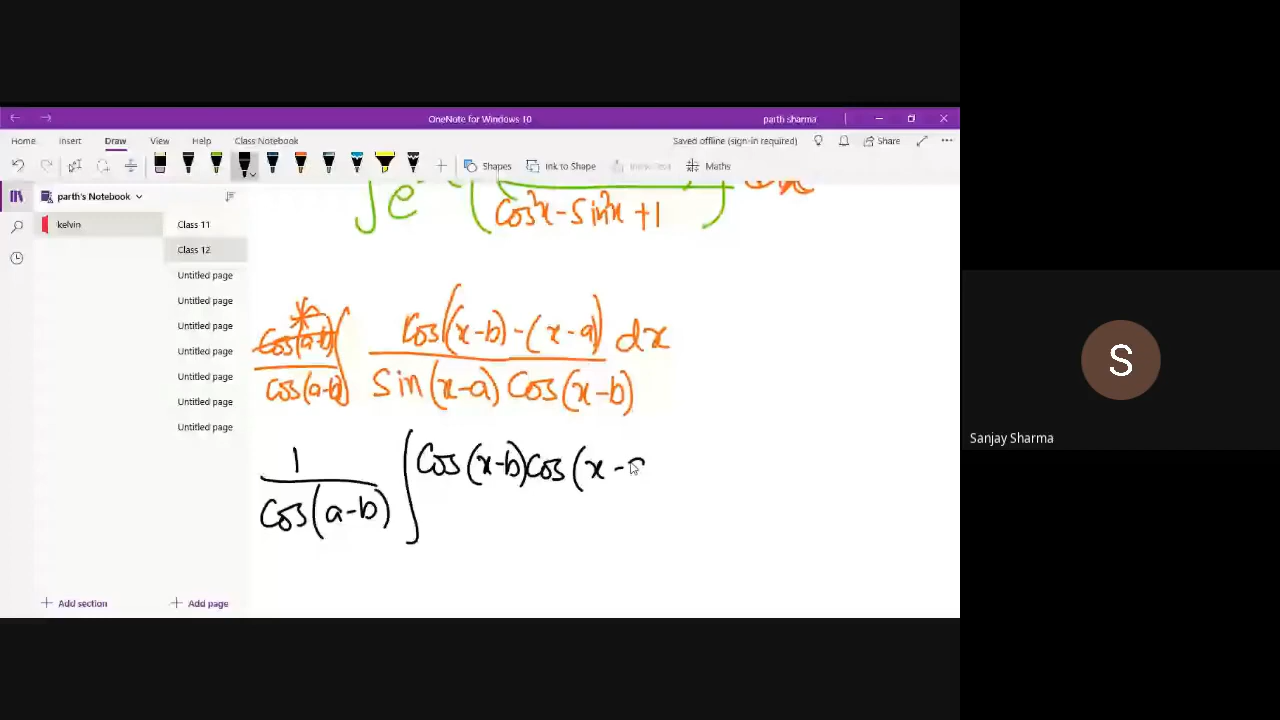 OneNote for Windows 10
parth sharma
Home Insert Draw View Help Class Notebook
Saved offline (sign-in required) Share
Shapes Ink to Shape Maths
parth's Notebook
kelvin
Class 11
Class 12
Untitled page
Untitled page
Untitled page
Untitled page
Untitled page
Untitled page
Untitled page
Add section
Add page
∫e
cos²x - Sin²x + 1
Cos(a-b)
Cos(a-b)
∫ Cos((x-b) - (x-a)) dx
Sin(x-a) Cos(x-b)
1
Cos(a-b)
∫ Cos(x-b) Cos(x -
S
Sanjay Sharma